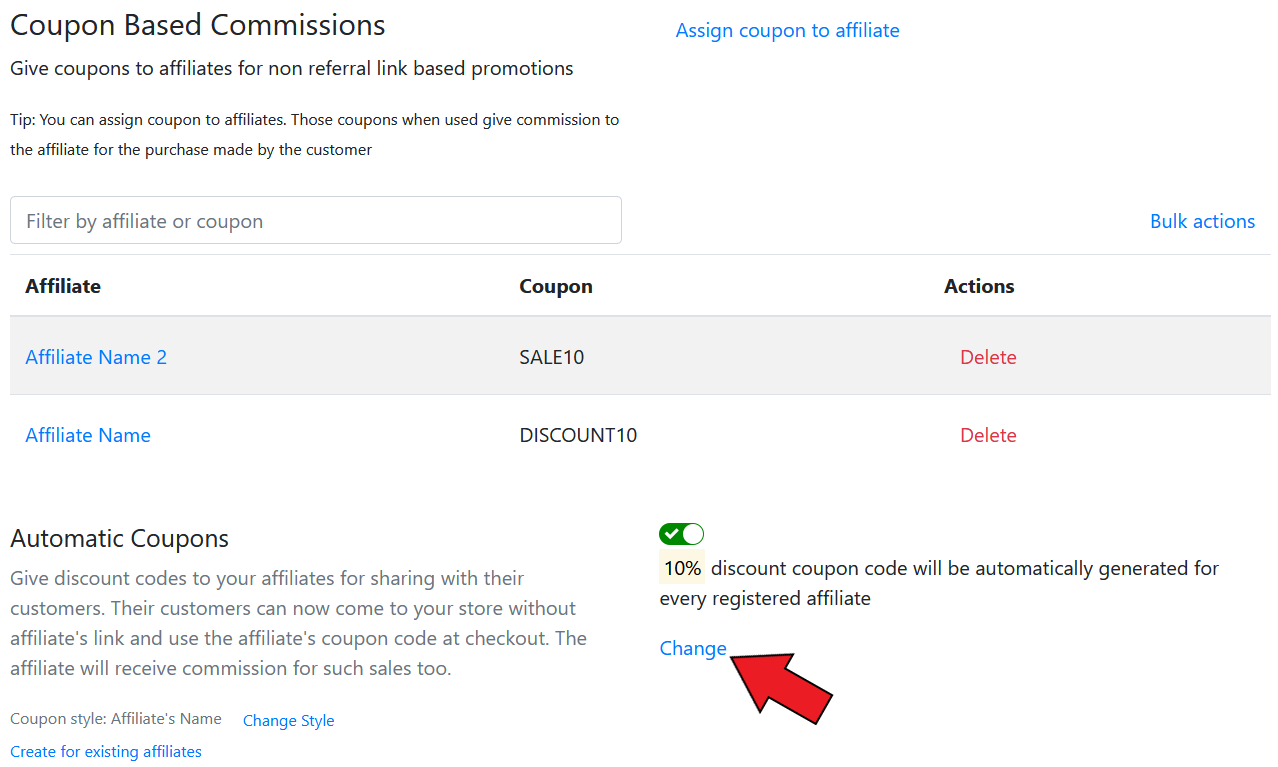 Coupon Based Commissions
Assign coupon to affiliate
Give coupons to affiliates for non referral link based promotions
Tip: You can assign coupon to affiliates. Those coupons when used give commission to
the affiliate for the purchase made by the customer
Filter by affiliate or coupon
Bulk actions
Affiliate Coupon Actions
Affiliate Name 2 SALE10 Delete
Affiliate Name DISCOUNT10 Delete
Automatic Coupons
Give discount codes to your affiliates for sharing with their
customers. Their customers can now come to your store without
affiliate's link and use the affiliate's coupon code at checkout. The
affiliate will receive commission for such sales too.
Coupon style: Affiliate's Name Change Style
Create for existing affiliates
10% discount coupon code will be automatically generated for
every registered affiliate
Change